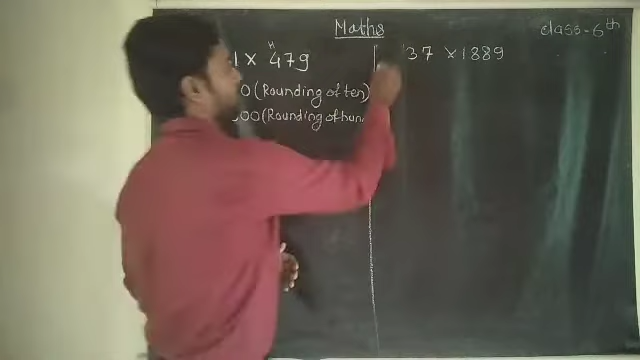 Maths
class-6th
1 × 479
37 × 1889
0 (Rounding of ten)
00 (Rounding of hun